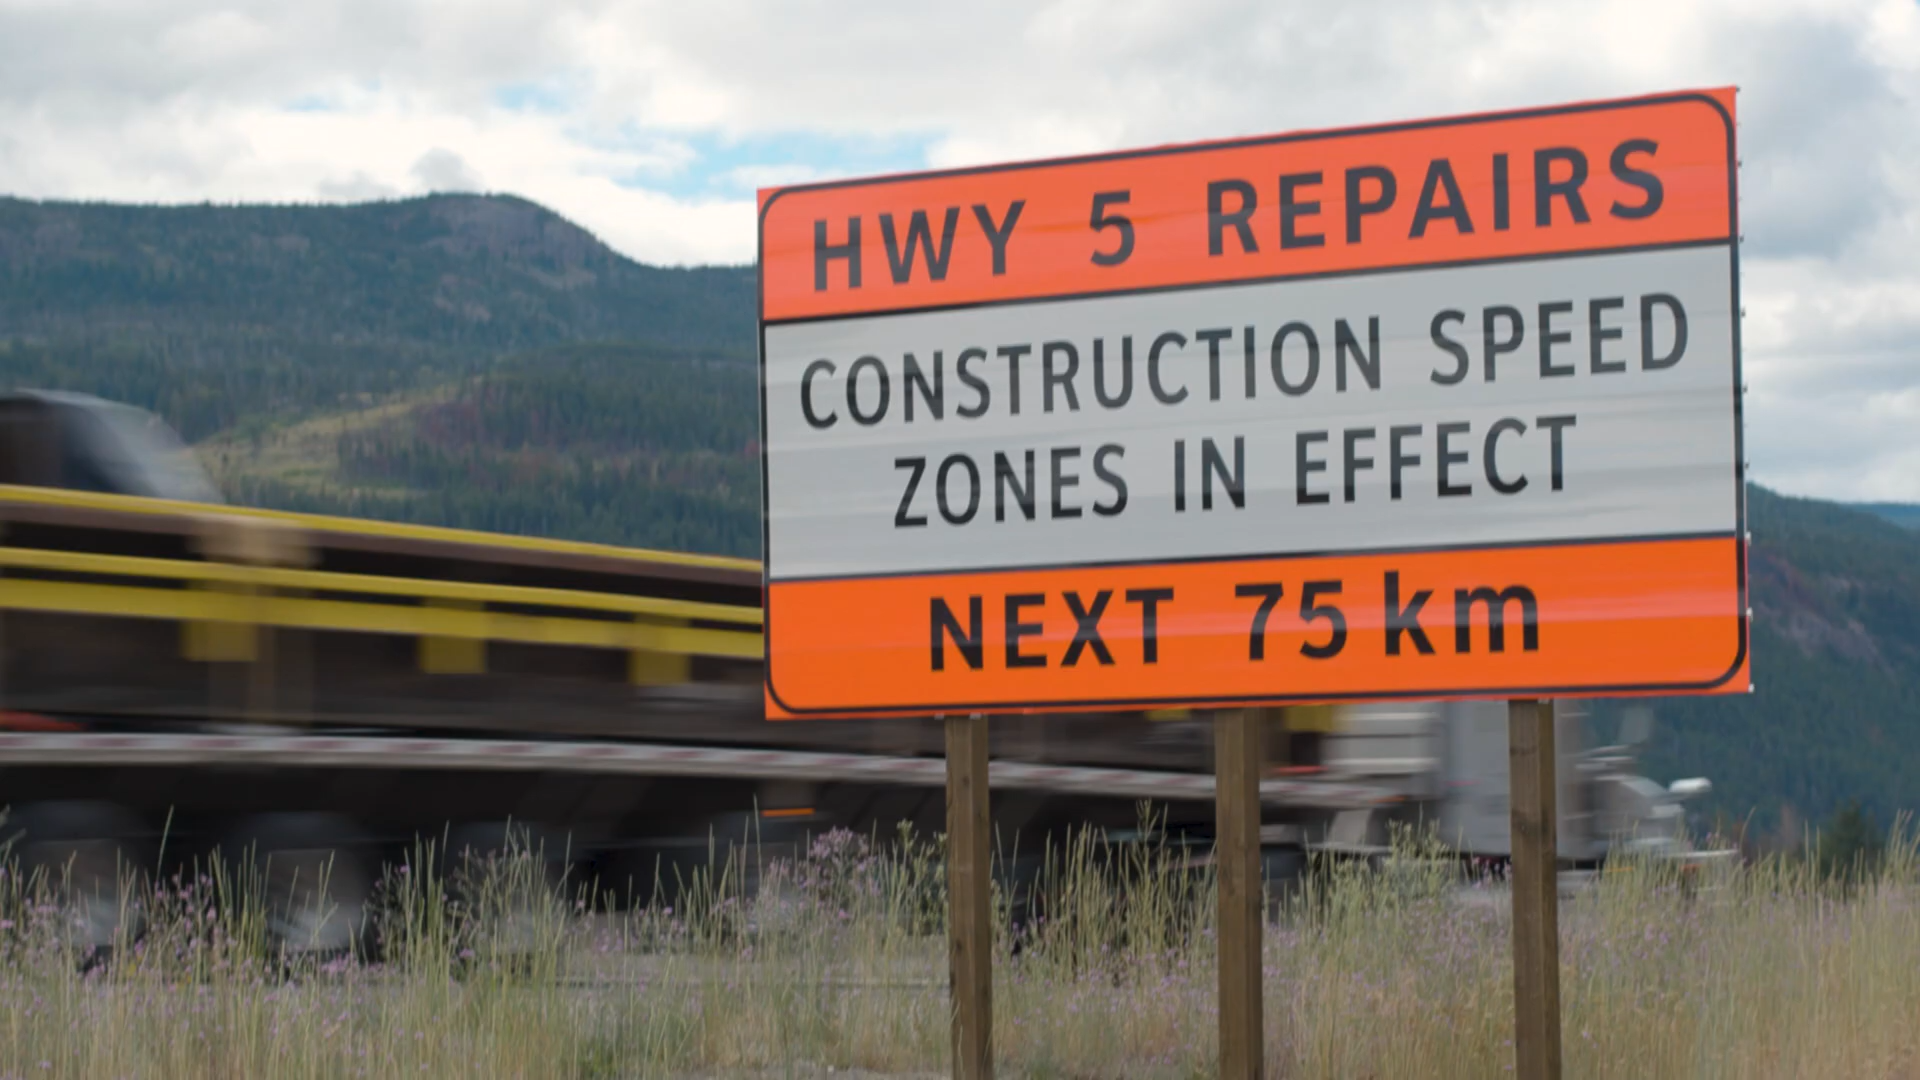 HWY 5 REPAIRS
CONSTRUCTION SPEED
ZONES IN EFFECT
NEXT 75 km